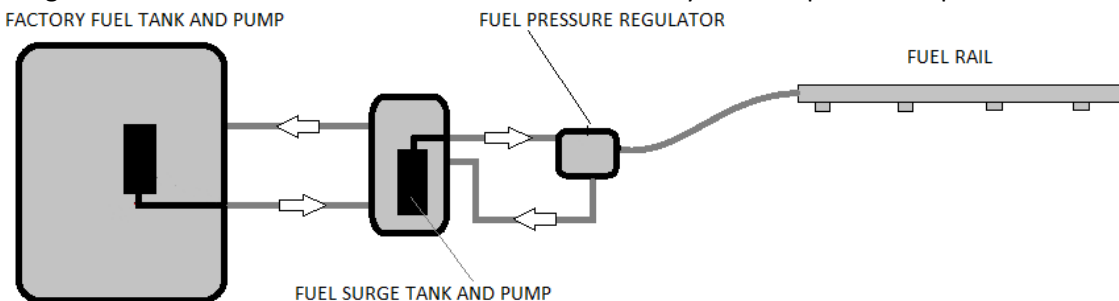 FACTORY FUEL TANK AND PUMP
FUEL PRESSURE REGULATOR
FUEL RAIL
FUEL SURGE TANK AND PUMP